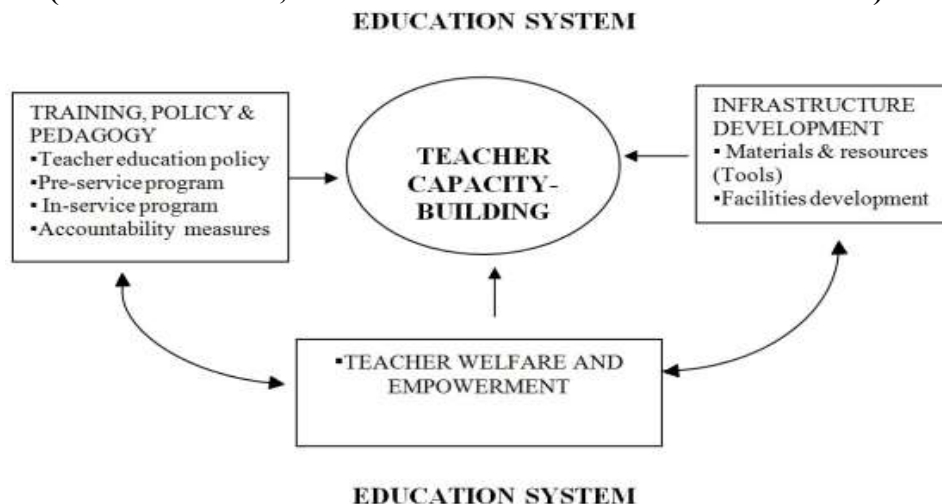 EDUCATION SYSTEM
TRAINING, POLICY &
PEDAGOGY
▪Teacher education policy
▪Pre-service program
▪ In-service program
▪Accountability measures
TEACHER
CAPACITY-
BUILDING
INFRASTRUCTURE
DEVELOPMENT
▪ Materials & resources
(Tools)
▪Facilities development
▪TEACHER WELFARE AND
EMPOWERMENT
EDUCATION SYSTEM